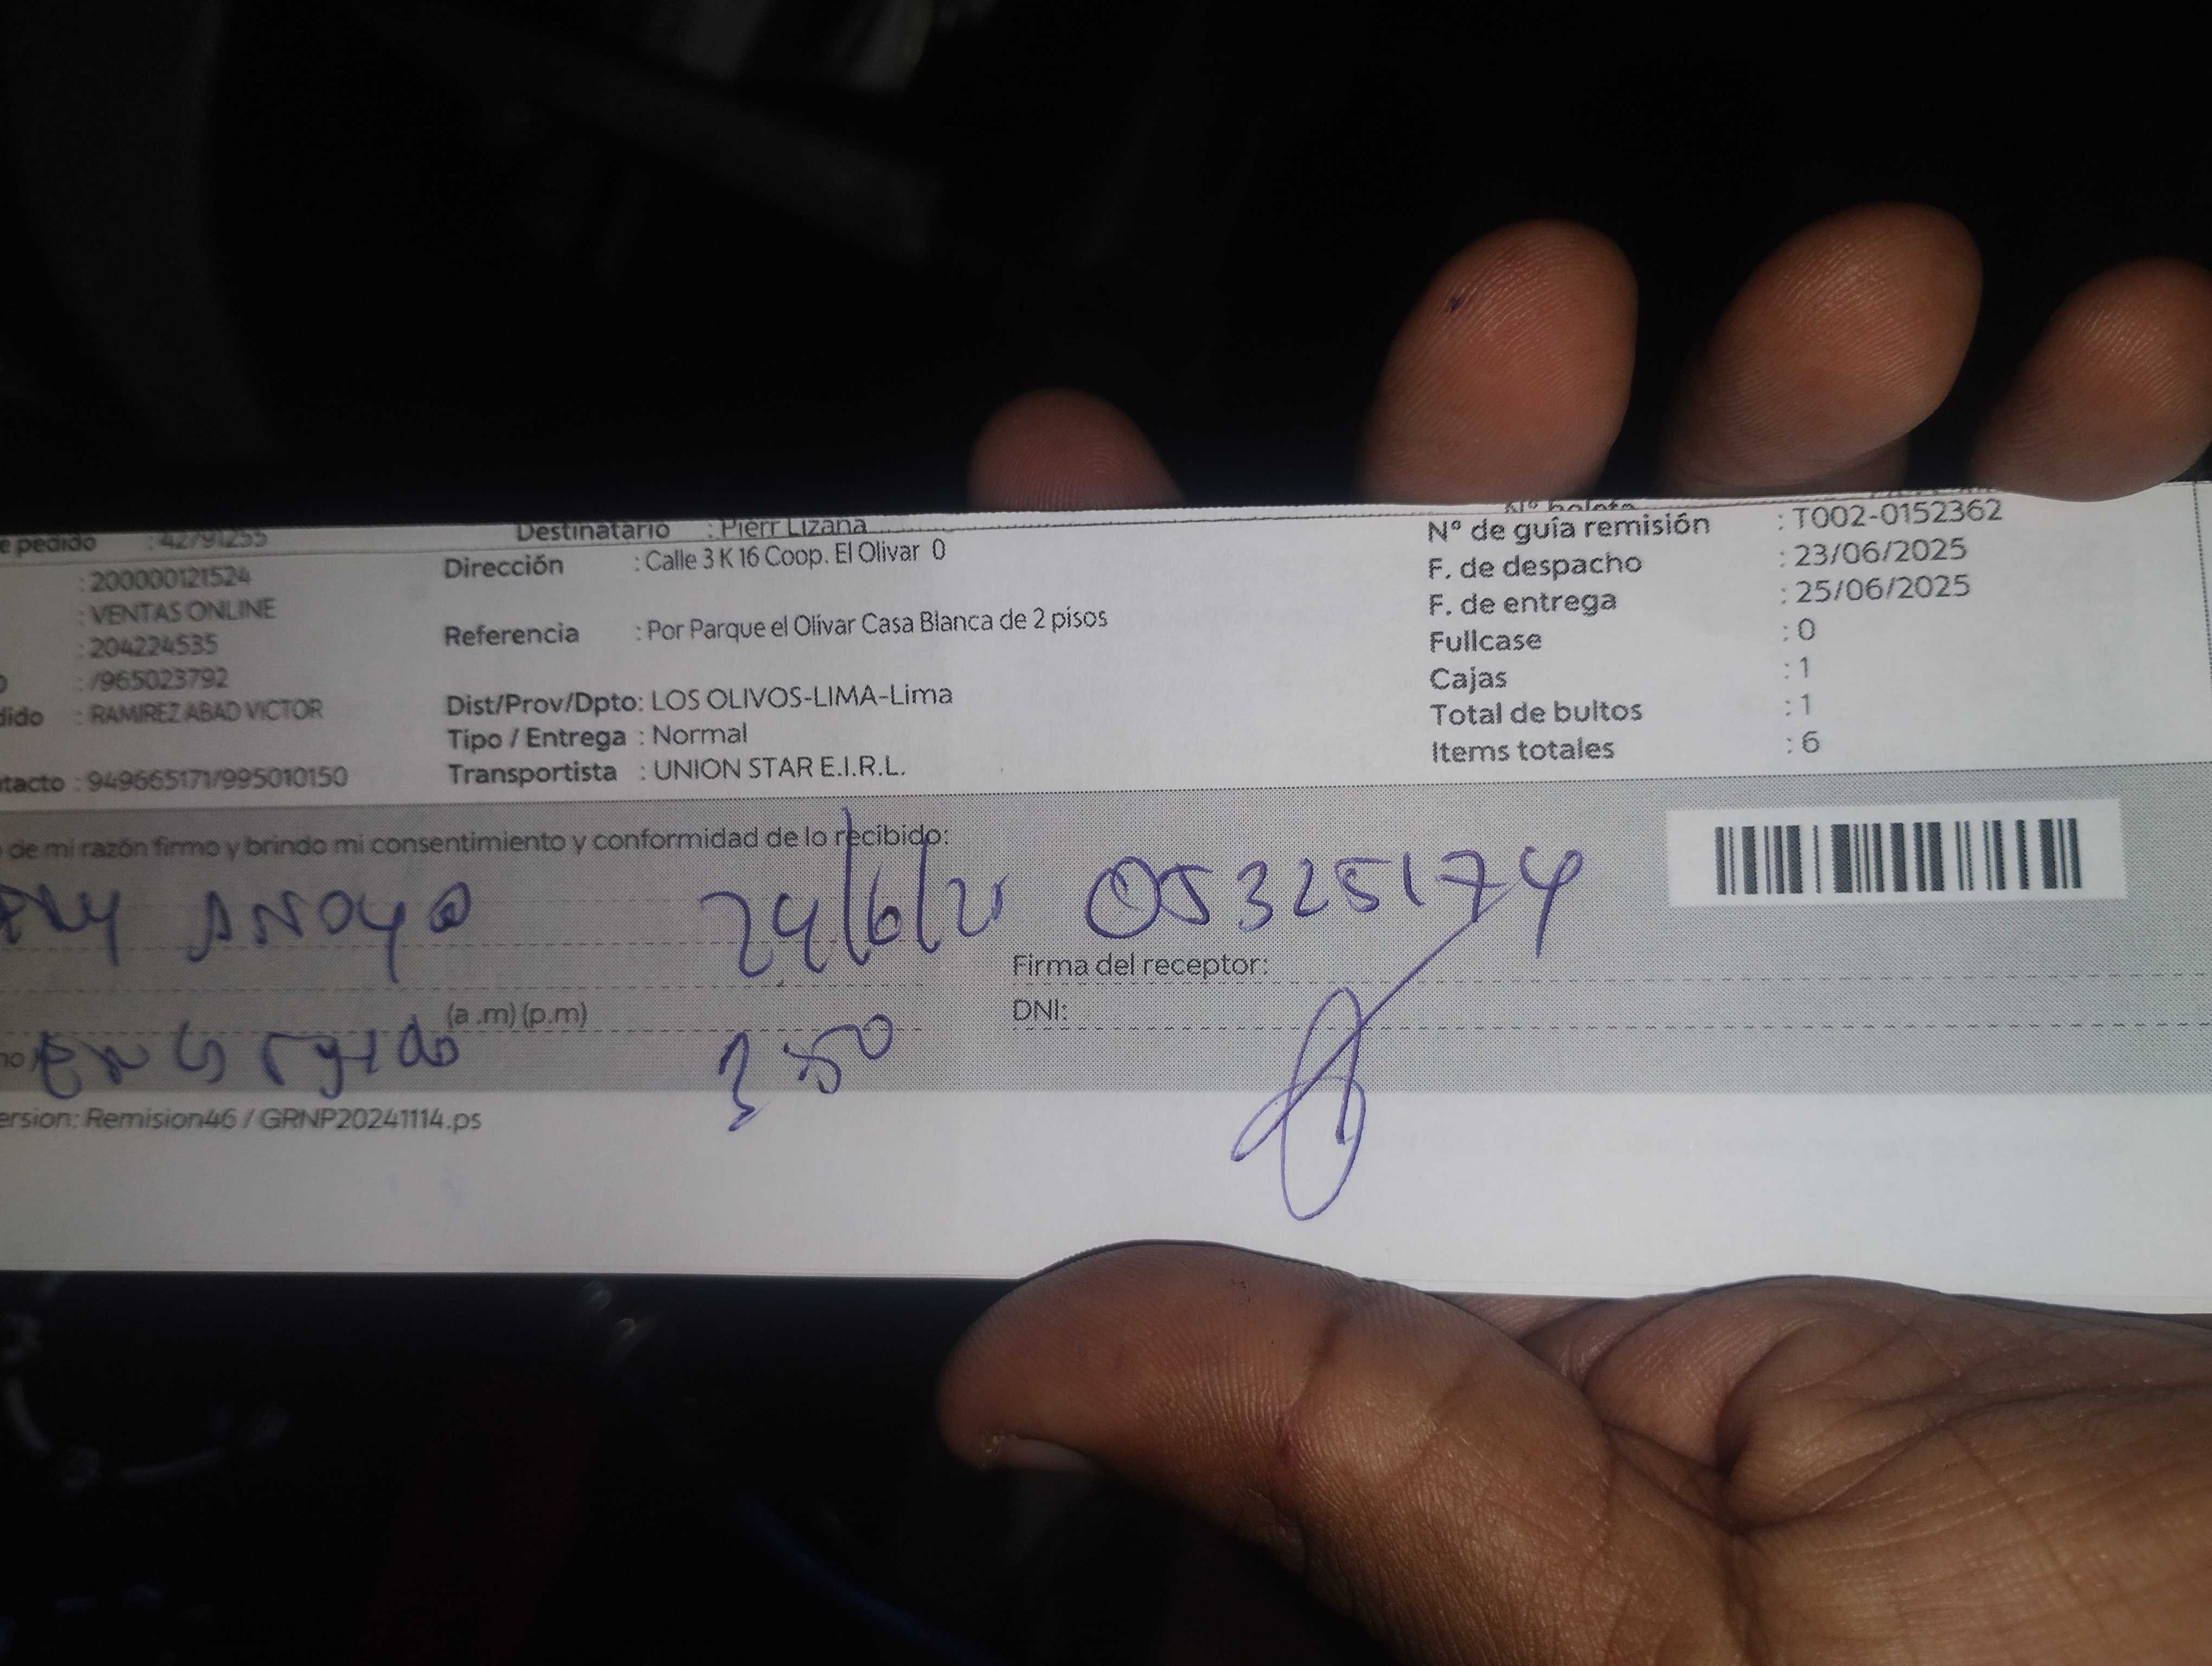 e pedido : 42791255
Destinatario : Pierr Lizana
Nº boleta
Nº de guía remisión : T002-0152362
: 200000121524
Dirección : Calle 3 K 16 Coop. El Olivar 0
F. de despacho : 23/06/2025
: VENTAS ONLINE
F. de entrega : 25/06/2025
: 204224535
Referencia : Por Parque el Olivar Casa Blanca de 2 pisos
Fullcase : 0
o : /965023792
Cajas : 1
dido : RAMIREZ ABAD VICTOR
Dist/Prov/Dpto: LOS OLIVOS-LIMA-Lima
Total de bultos : 1
Tipo / Entrega : Normal
Items totales : 6
ntacto : 949665171/995010150
Transportista : UNION STAR E.I.R.L.
de mi razón firmo y brindo mi consentimiento y conformidad de lo recibido:
24/6/25 05325174
Firma del receptor:
(a .m) (p.m)
DNI:
3:50
ersion: Remision46 / GRNP20241114.ps